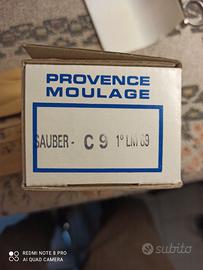 PROVENCE
MOULAGE
SAUBER - C 9 1° LM 89
REDMI NOTE 8 PRO
AI QUAD CAMERA
subito